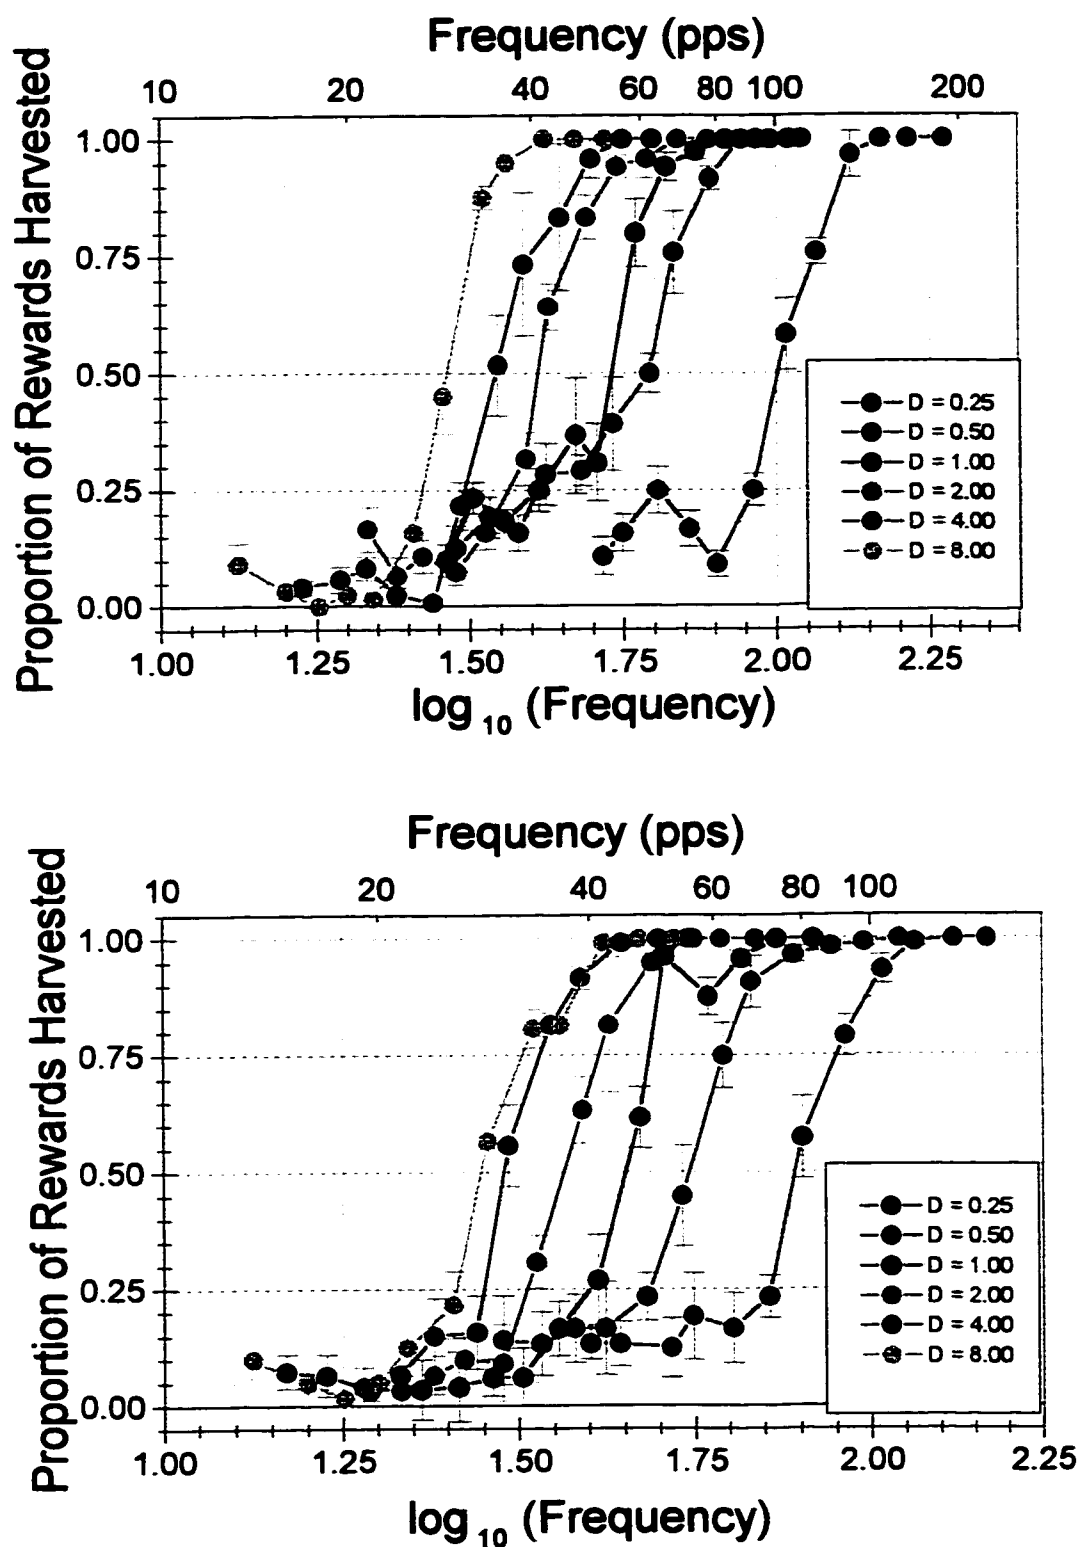 Frequency (pps)
10 20 40 60 80 100 200
Proportion of Rewards Harvested
1.00
0.75
0.50
0.25
0.00
D = 0.25
D = 0.50
D = 1.00
D = 2.00
D = 4.00
D = 8.00
1.00 1.25 1.50 1.75 2.00 2.25
log10 (Frequency)
Frequency (pps)
10 20 40 60 80 100
Proportion of Rewards Harvested
1.00
0.75
0.50
0.25
0.00
D = 0.25
D = 0.50
D = 1.00
D = 2.00
D = 4.00
D = 8.00
1.00 1.25 1.50 1.75 2.00 2.25
log10 (Frequency)